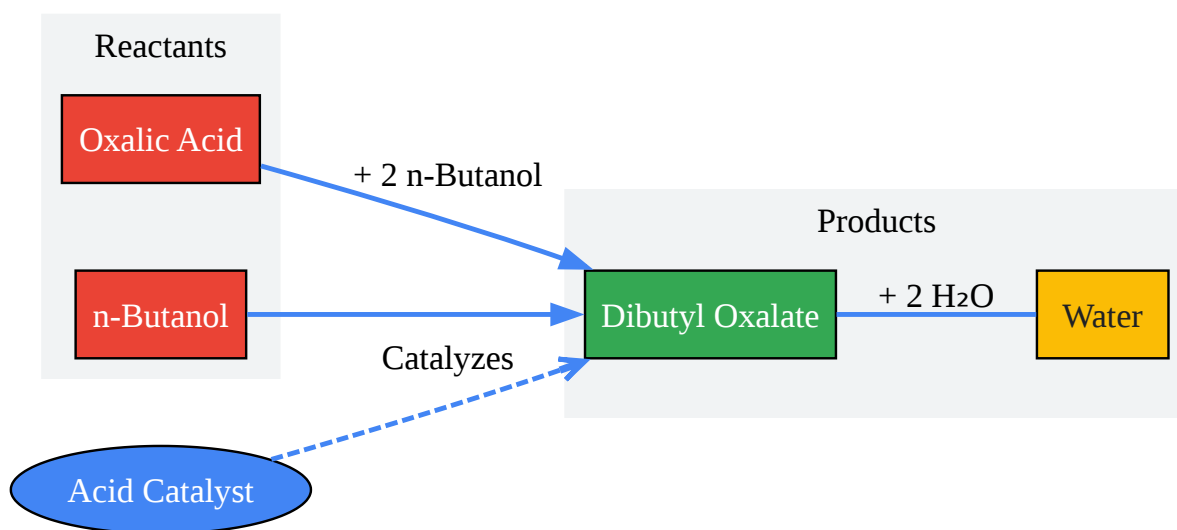 Reactants
Oxalic Acid
+ 2 n-Butanol
Products
n-Butanol
Dibutyl Oxalate
+ 2 H₂O
Water
Catalyzes
Acid Catalyst